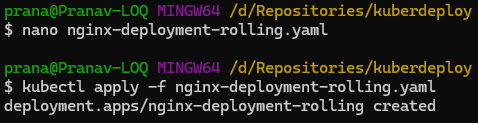 prana@Pranav-LOQ MINGW64 /d/Repositories/kuberdeploy
$ nano nginx-deployment-rolling.yaml
prana@Pranav-LOQ MINGW64 /d/Repositories/kuberdeploy
$ kubectl apply -f nginx-deployment-rolling.yaml
deployment.apps/nginx-deployment-rolling created